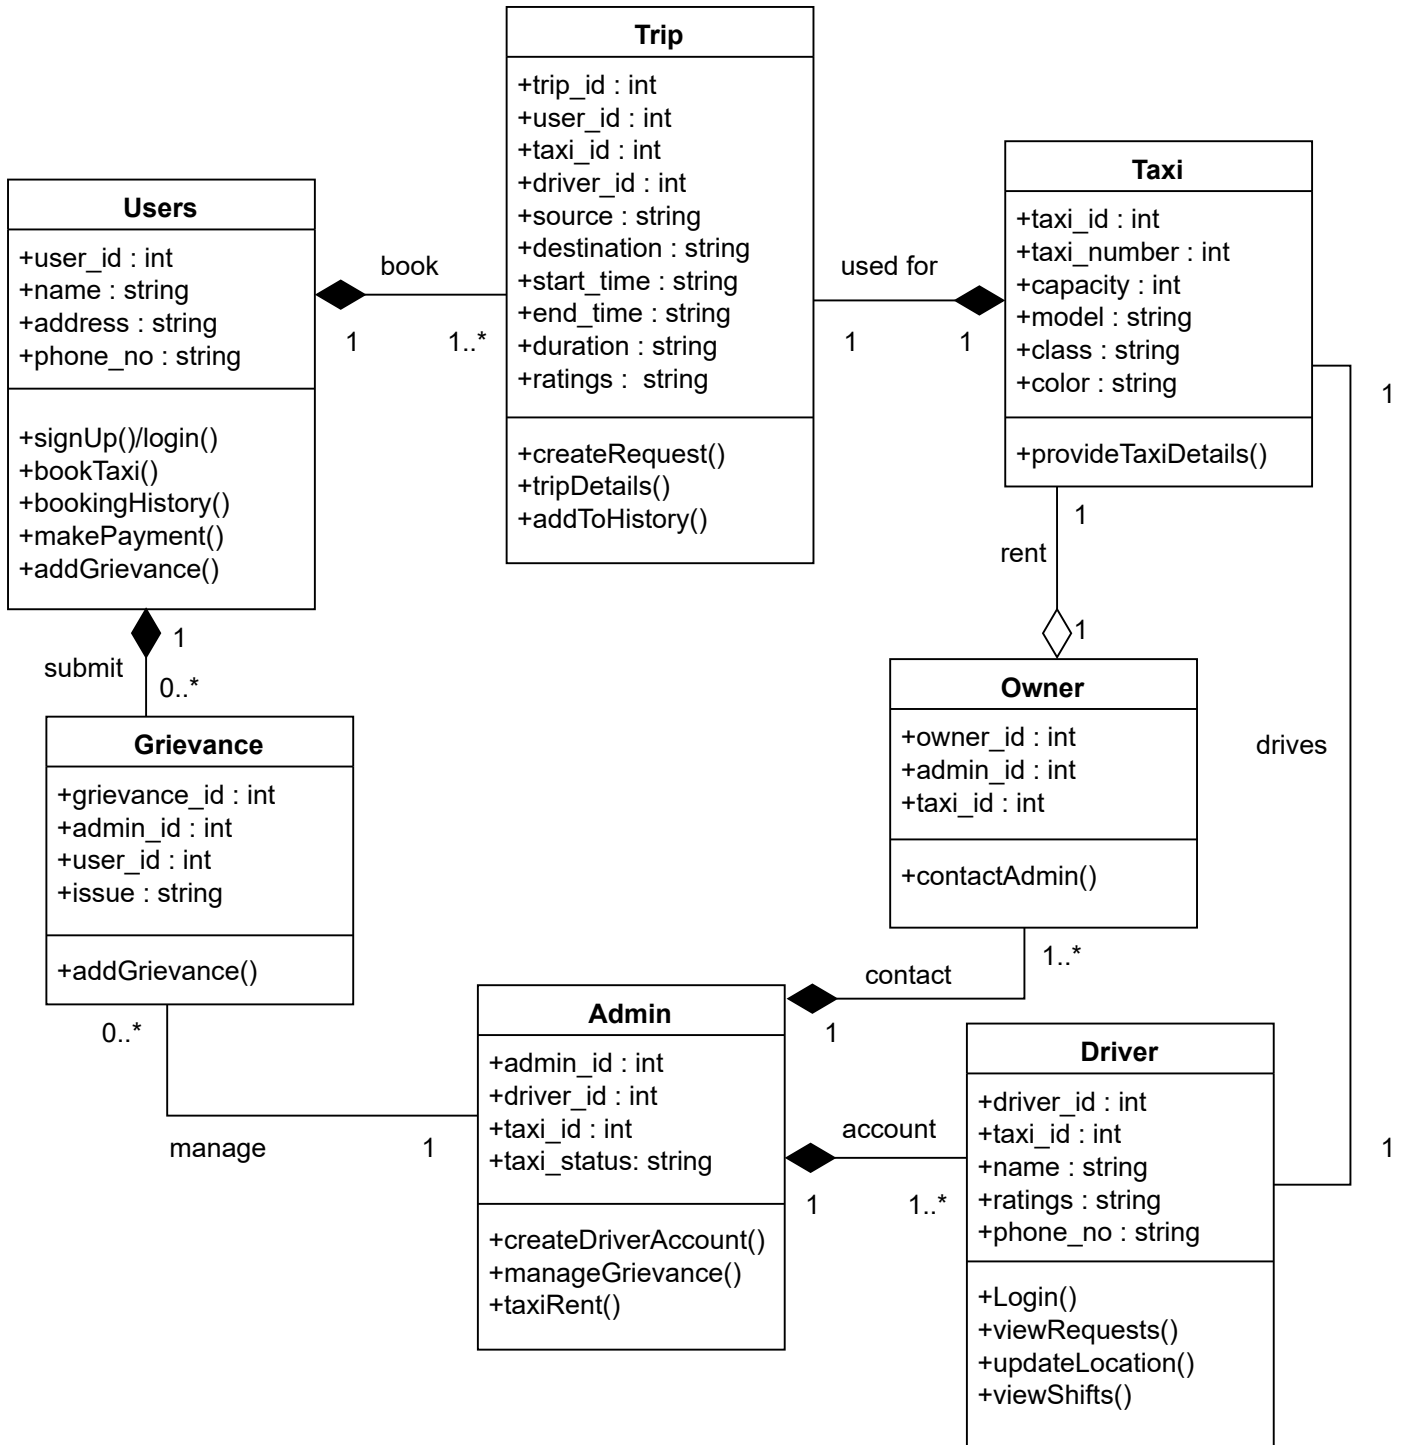 Trip
+trip_id : int
+user_id : int
+taxi_id : int
+driver_id : int
+source : string
+destination : string
+start_time : string
+end_time : string
+duration : string
+ratings :  string
+createRequest()
+tripDetails()
+addToHistory()
Users
+user_id : int
+name : string
+address : string
+phone_no : string
+signUp()/login()
+bookTaxi()
+bookingHistory()
+makePayment()
+addGrievance()
book
1
1..*
used for
1
1
Taxi
+taxi_id : int
+taxi_number : int
+capacity : int
+model : string
+class : string
+color : string
+provideTaxiDetails()
1
rent
1
1
drives
1
submit
1
0..*
Grievance
+grievance_id : int
+admin_id : int
+user_id : int
+issue : string
+addGrievance()
0..*
manage
1
Owner
+owner_id : int
+admin_id : int
+taxi_id : int
+contactAdmin()
1..*
contact
1
Admin
+admin_id : int
+driver_id : int
+taxi_id : int
+taxi_status: string
+createDriverAccount()
+manageGrievance()
+taxiRent()
account
1
1..*
Driver
+driver_id : int
+taxi_id : int
+name : string
+ratings : string
+phone_no : string
+Login()
+viewRequests()
+updateLocation()
+viewShifts()